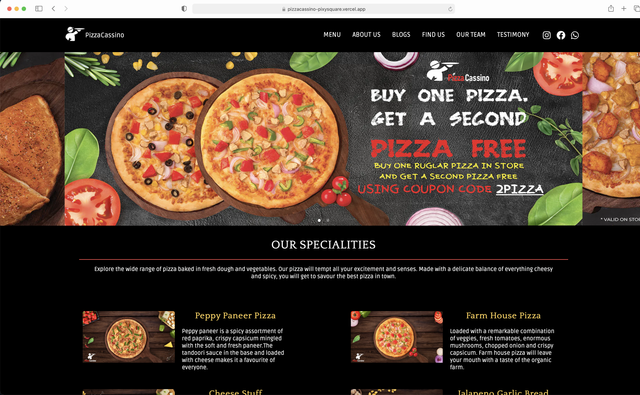 pizzacassino-pixysquare.vercel.app
PizzaCassino
MENU ABOUT US BLOGS FIND US OUR TEAM TESTIMONY
PizzaCassino
BUY ONE PIZZA.
GET A SECOND
PIZZA FREE
BUY ONE RUGLAR PIZZA IN STORE
AND GET A SECOND PIZZA FREE
USING COUPON CODE 2PIZZA
* VALID ON STO
OUR SPECIALITIES
Explore the wide range of pizza baked in fresh dough and vegetables. Our pizza will tempt all your excitement and senses. Made with a delicate balance of everything cheesy
and spicy, you will get to savour the best pizza in town.
Peppy Paneer Pizza
Peppy paneer is a spicy assortment of
red paprika, crispy capsicum mingled
with the soft and fresh paneer.The
tandoori sauce in the base and loaded
with cheese makes it a favourite of
everyone.
Farm House Pizza
Loaded with a remarkable combination
of veggies, fresh tomatoes, enormous
mushrooms, chopped onion and crispy
capsicum. Farm house pizza will leave
your mouth with a taste of the organic
farm.
Cheese Stuff
Jalapeno Garlic Bread